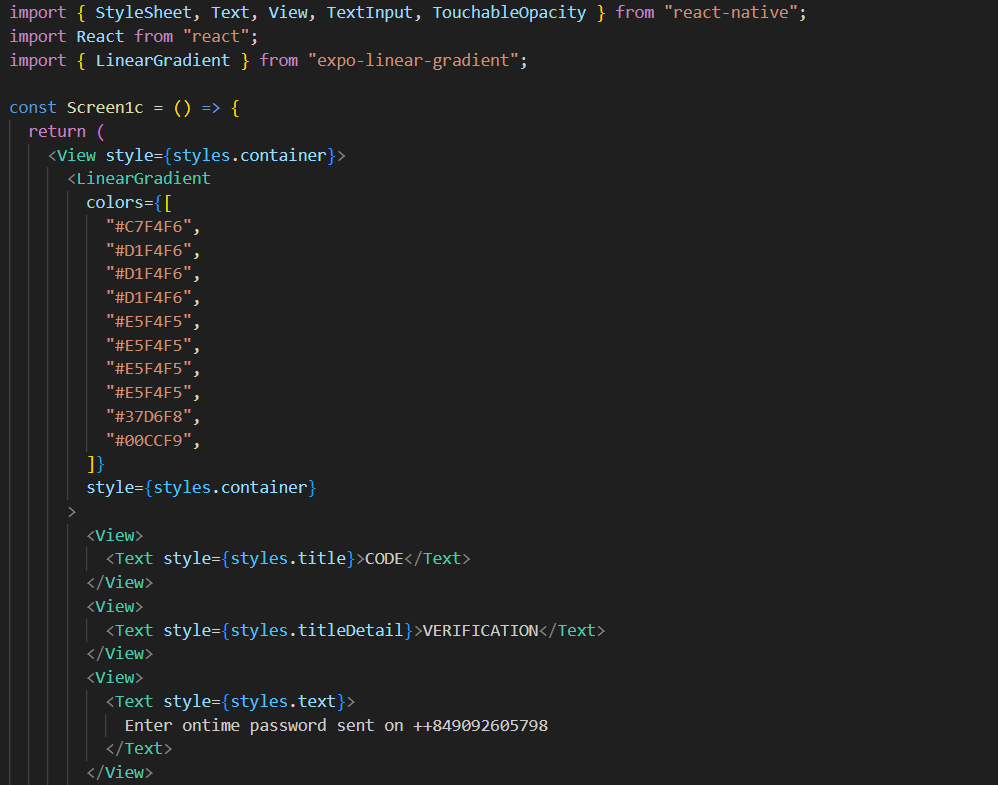 import { StyleSheet, Text, View, TextInput, TouchableOpacity } from "react-native";
import React from "react";
import { LinearGradient } from "expo-linear-gradient";

const Screen1c = () => {
  return (
    <View style={styles.container}>
      <LinearGradient
        colors={[
          "#C7F4F6",
          "#D1F4F6",
          "#D1F4F6",
          "#D1F4F6",
          "#E5F4F5",
          "#E5F4F5",
          "#E5F4F5",
          "#E5F4F5",
          "#37D6F8",
          "#00CCF9",
        ]}
        style={styles.container}
      >
        <View>
          <Text style={styles.title}>CODE</Text>
        </View>
        <View>
          <Text style={styles.titleDetail}>VERIFICATION</Text>
        </View>
        <View>
          <Text style={styles.text}>
            Enter ontime password sent on ++849092605798
          </Text>
        </View>